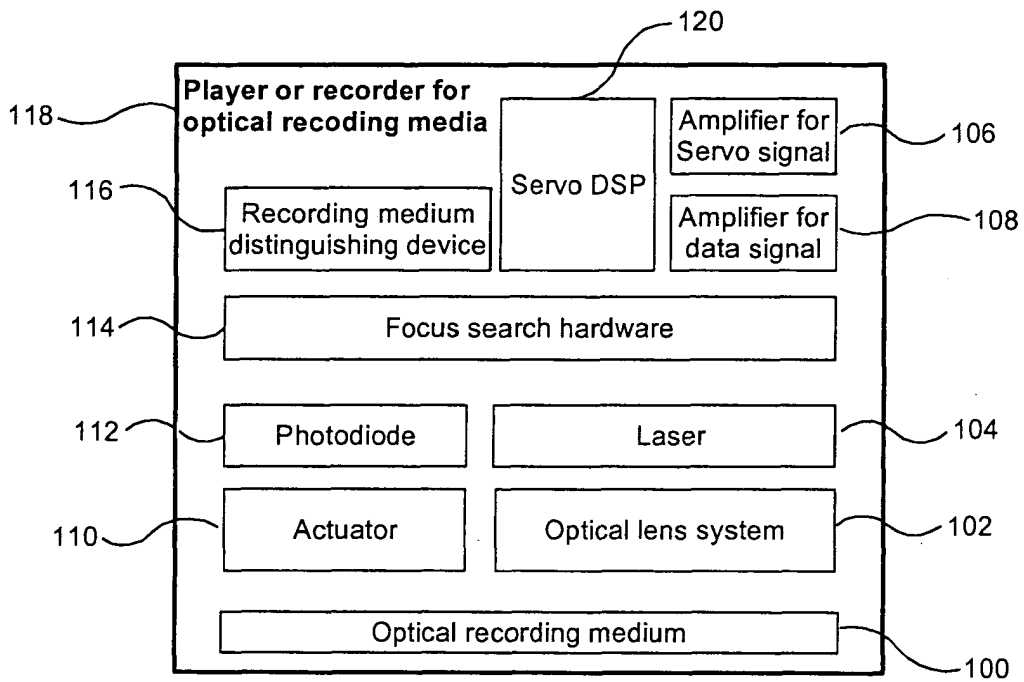 120
Player or recorder for
optical recoding media
118
Amplifier for
Servo signal
106
Servo DSP
116
Recording medium
distinguishing device
Amplifier for
data signal
108
114
Focus search hardware
112
Photodiode
Laser
104
110
Actuator
Optical lens system
102
Optical recording medium
100